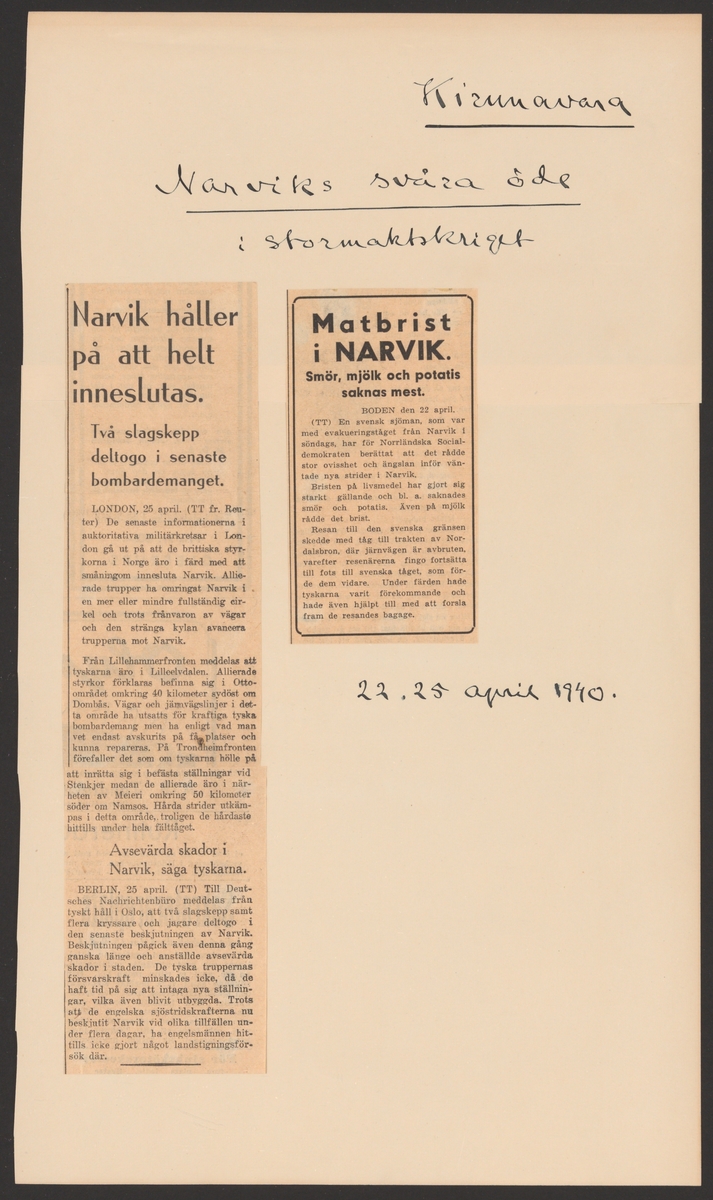 Kirunavara
Narviks svåra öde
i stormaktskriget
Narvik håller
på att helt
inneslutas.
Två slagskepp
deltogo i senaste
bombardemanget.
LONDON, 25 april. (TT fr. Reu-
ter) De senaste informationerna i
auktoritativa militärkretsar i Lon-
don gå ut på att de brittiska styr-
korna i Norge äro i färd med att
småningom innesluta Narvik. Allie-
rade trupper ha omringat Narvik i
en mer eller mindre fullständig cir-
kel och trots frånvaron av vägar
och den stränga kylan avancera
trupperna mot Narvik.
Från Lillehammerfronten meddelas att
tyskarna äro i Lilleelvdalen. Allierade
styrkor förklaras befinna sig i Otto-
området omkring 40 kilometer sydöst om
Dombås. Vägar och järnvägslinjer i det-
ta område ha utsatts för kraftiga tyska
bombardemang men ha enligt vad man
vet endast avskurits på få platser och
kunna repareras. På Trondheimfronten
förefaller det som om tyskarna hölle på
att inrätta sig i befästa ställningar vid
Stenkjer medan de allierade äro i när-
heten av Meieri omkring 50 kilometer
söder om Namsos. Hårda strider utkäm-
pas i detta område, troligen de hårdaste
hittills under hela fälttåget.
Avsevärda skador i
Narvik, säga tyskarna.
BERLIN, 25 april. (TT) Till Deut-
sches Nachrichtenbüro meddelas från
tyskt håll i Oslo, att två slagskepp samt
flera kryssare och jagare deltogo i
den senaste beskjutningen av Narvik.
Beskjutningen pågick även denna gång
ganska länge och anställde avsevärda
skador i staden. De tyska truppernas
försvarskraft minskades icke, då de
haft tid på sig att intaga nya ställnin-
gar, vilka även blivit utbyggda. Trots
att de engelska sjöstridskrafterna nu
beskjutit Narvik vid olika tillfällen un-
der flera dagar, ha engelsmännen hit-
tills icke gjort något landstigningsför-
sök där.
Matbrist
i NARVIK.
Smör, mjölk och potatis
saknas mest.
BODEN den 22 april.
(TT) En svensk sjöman, som var
med evakueringståget från Narvik i
söndags, har för Norrländska Social-
demokraten berättat att det rådde
stor ovisshet och ängslan inför vän-
tade nya strider i Narvik.
Bristen på livsmedel har gjort sig
starkt gällande och bl. a. saknades
smör och potatis. Även på mjölk
rådde det brist.
Resan till den svenska gränsen
skedde med tåg till trakten av Nor-
dalsbron, där järnvägen är avbruten,
varefter resenärerna fingo fortsätta
till fots till svenska tåget, som för-
de dem vidare. Under färden hade
tyskarna varit förekommande och
hade även hjälpt till med att forsla
fram de resandes bagage.
22. 25 april 1940.